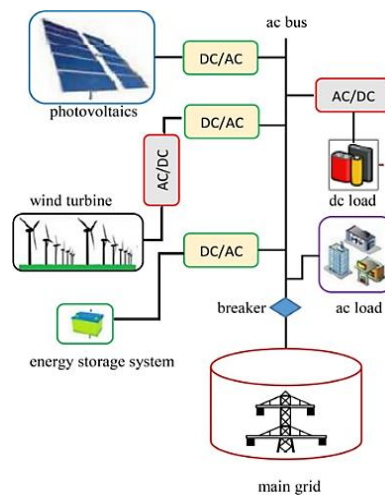 ac bus
DC/AC
photovoltaics
DC/AC
AC/DC
AC/DC
dc load
wind turbine
DC/AC
ac load
breaker
energy storage system
main grid